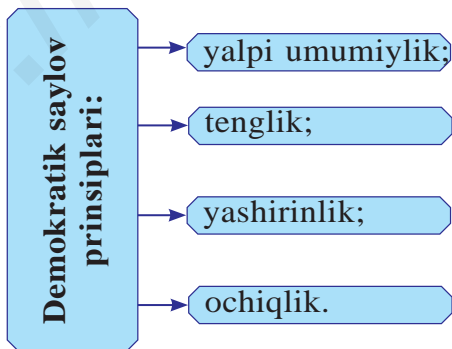 Demokratik saylov
prinsiplari:
yalpi umumiylik;
tenglik;
yashirinlik;
ochiqlik.